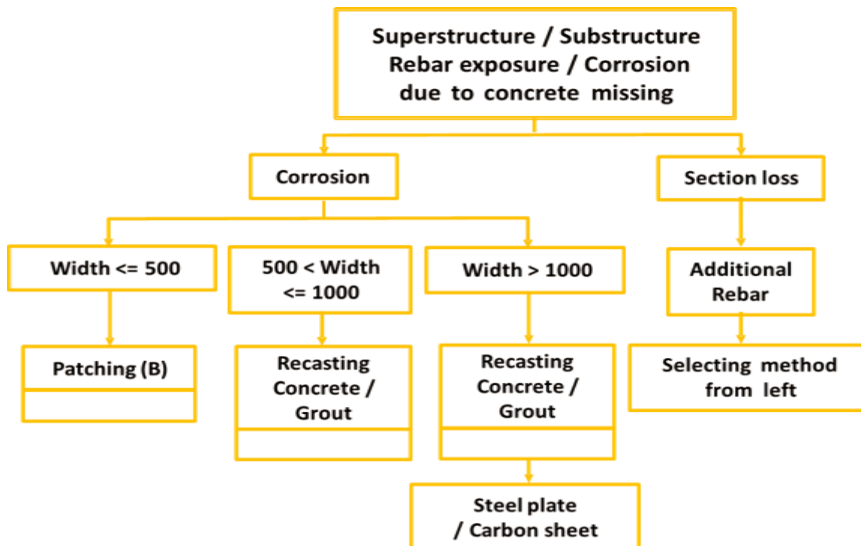 Superstructure / Substructure
Rebar exposure / Corrosion
due to concrete missing
Corrosion
Section loss
Width <= 500
500 < Width
<= 1000
Width > 1000
Additional
Rebar
Patching (B)
Recasting
Concrete /
Grout
Recasting
Concrete /
Grout
Selecting method
from left
Steel plate
/ Carbon sheet